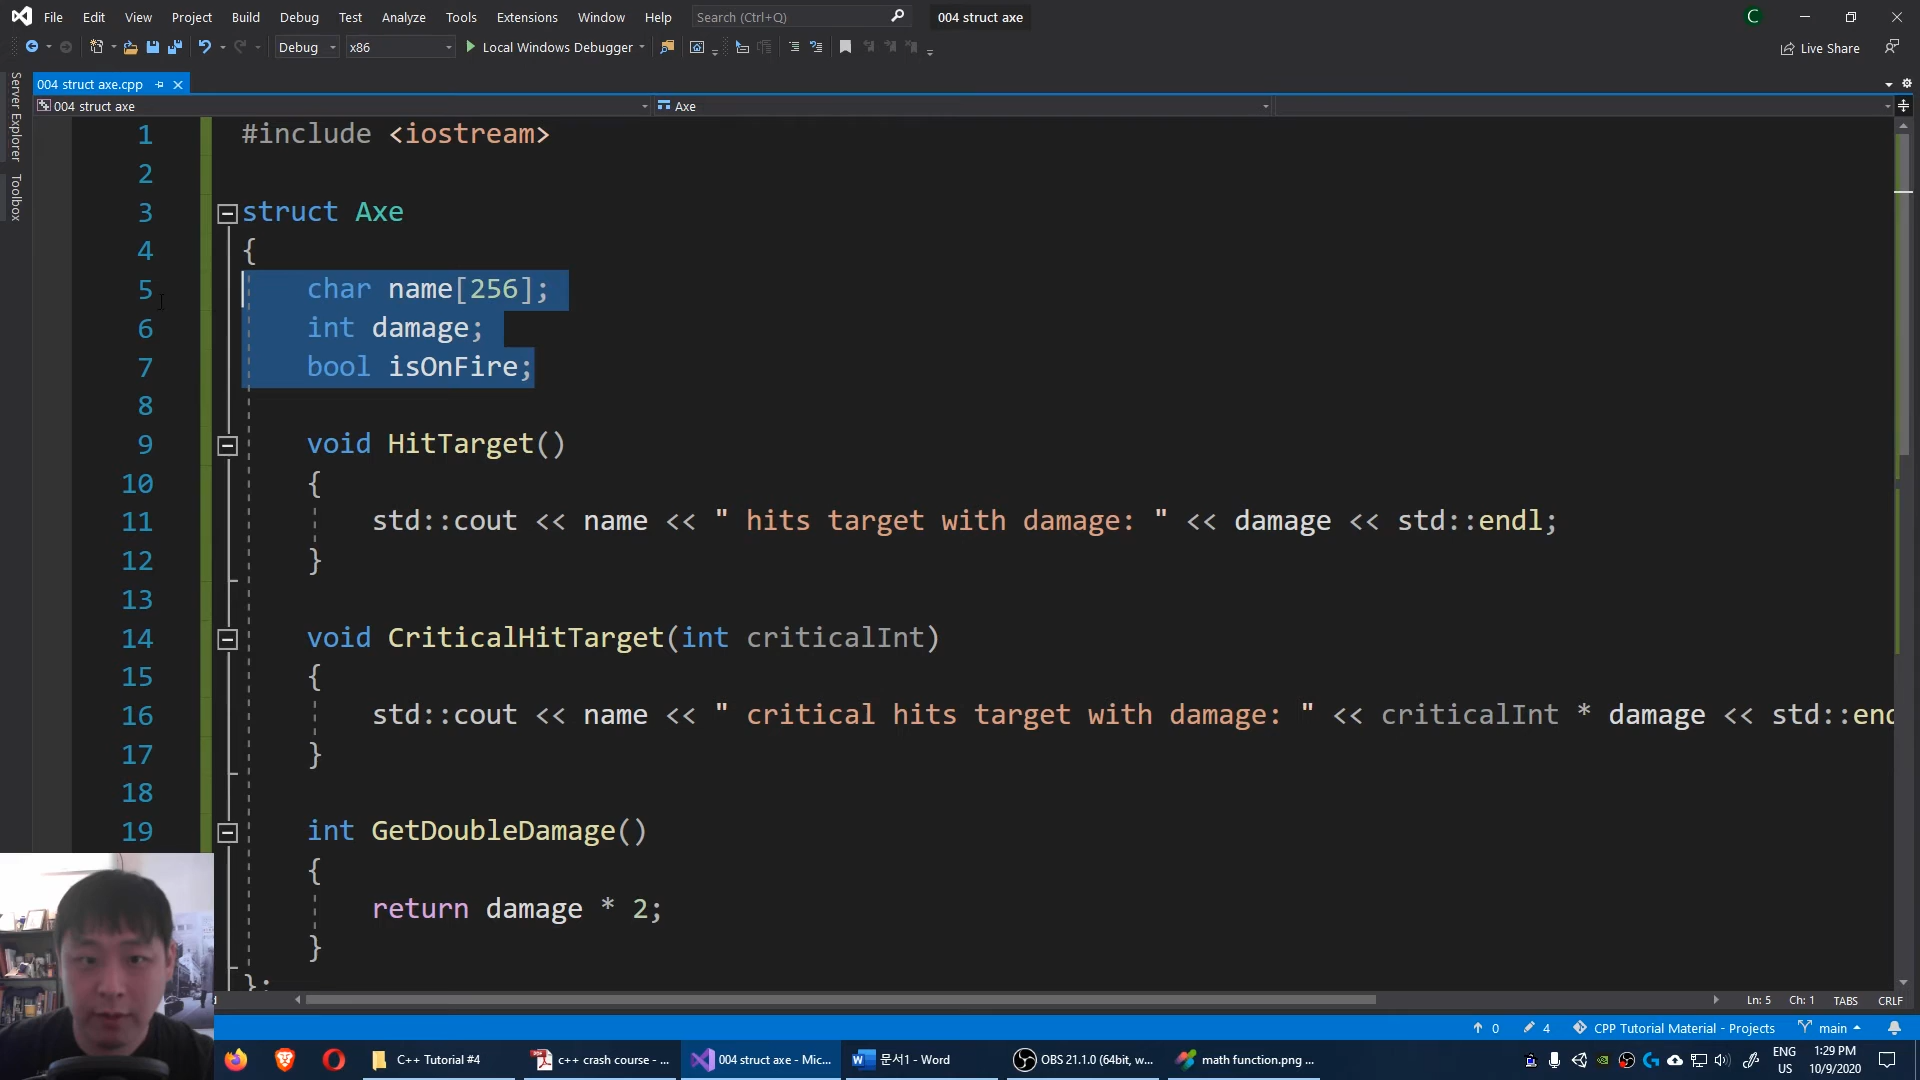 File Edit View Project Build Debug Test Analyze Tools Extensions Window Help Search (Ctrl+Q) 004 struct axe C
Debug x86 Local Windows Debugger Live Share
Server Explorer
Toolbox
004 struct axe.cpp
004 struct axe Axe
1 #include <iostream>
2
3 struct Axe
4 {
5 char name[256];
6 int damage;
7 bool isOnFire;
8
9 void HitTarget()
10 {
11 std::cout << name << " hits target with damage: " << damage << std::endl;
12 }
13
14 void CriticalHitTarget(int criticalInt)
15 {
16 std::cout << name << " critical hits target with damage: " << criticalInt * damage << std::end
17 }
18
19 int GetDoubleDamage()
{
return damage * 2;
}
};
Ln: 5 Ch: 1 TABS CRLF
0 4 CPP Tutorial Material - Projects main
C++ Tutorial #4 c++ crash course - ... 004 struct axe - Mic... 문서1 - Word OBS 21.1.0 (64bit, w... math function.png ... ENG US 1:29 PM 10/9/2020